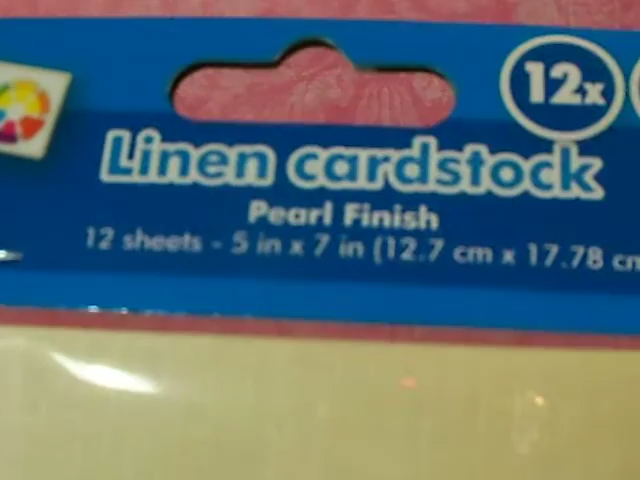 12x
Linen cardstock
Pearl Finish
12 sheets - 5 in x 7 in (12.7 cm x 17.78 cm